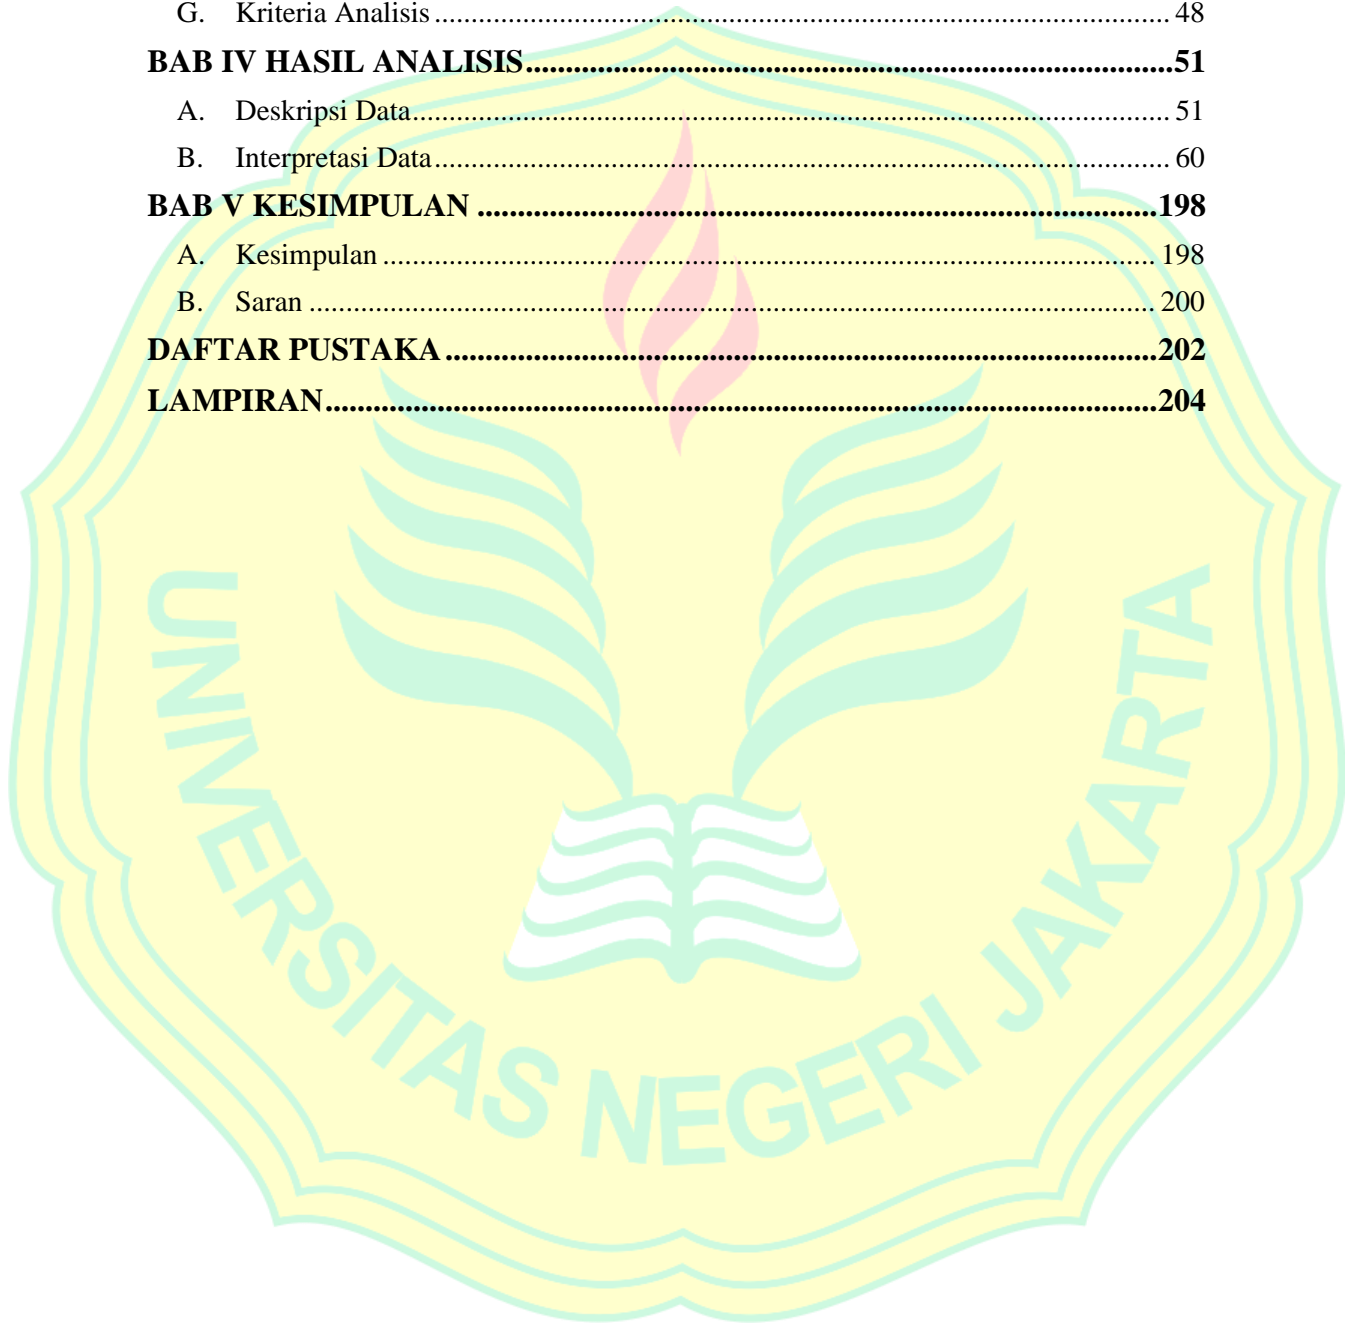 G. Kriteria Analisis ........................................................................................................ 48
BAB IV HASIL ANALISIS ................................................................................. 51
A. Deskripsi Data ........................................................................................................ 51
B. Interpretasi Data ........................................................................................................ 60
BAB V KESIMPULAN ................................................................................. 198
A. Kesimpulan ........................................................................................................ 198
B. Saran ........................................................................................................ 200
DAFTAR PUSTAKA ................................................................................. 202
LAMPIRAN ................................................................................. 204
UNIVERSITAS NEGERI JAKARTA